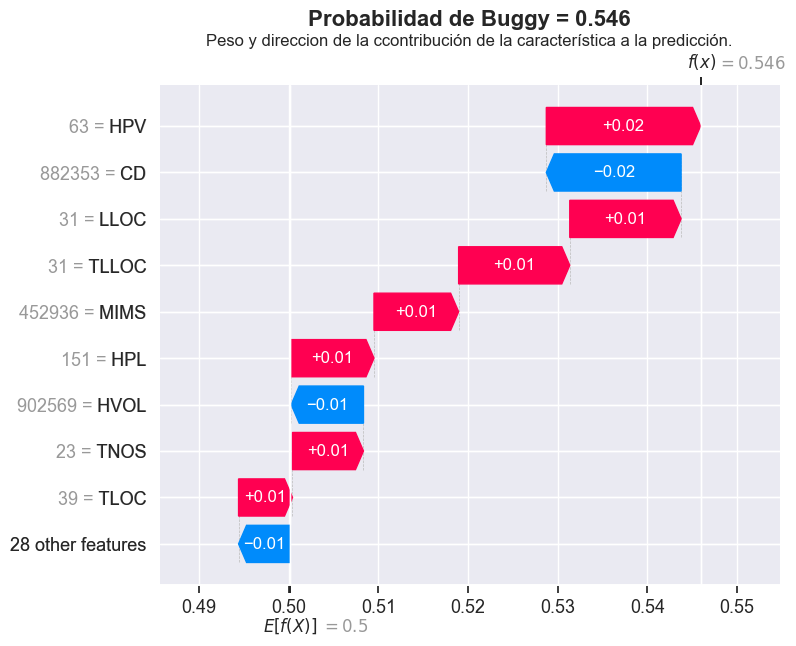 Probabilidad de Buggy = 0.546
Peso y direccion de la ccontribución de la característica a la predicción.
f(x) = 0.546
63 = HPV +0.02
882353 = CD −0.02
31 = LLOC +0.01
31 = TLLOC +0.01
452936 = MIMS +0.01
151 = HPL +0.01
902569 = HVOL −0.01
23 = TNOS +0.01
39 = TLOC +0.01
28 other features −0.01
0.49 0.50 0.51 0.52 0.53 0.54 0.55
E[f(X)] = 0.5